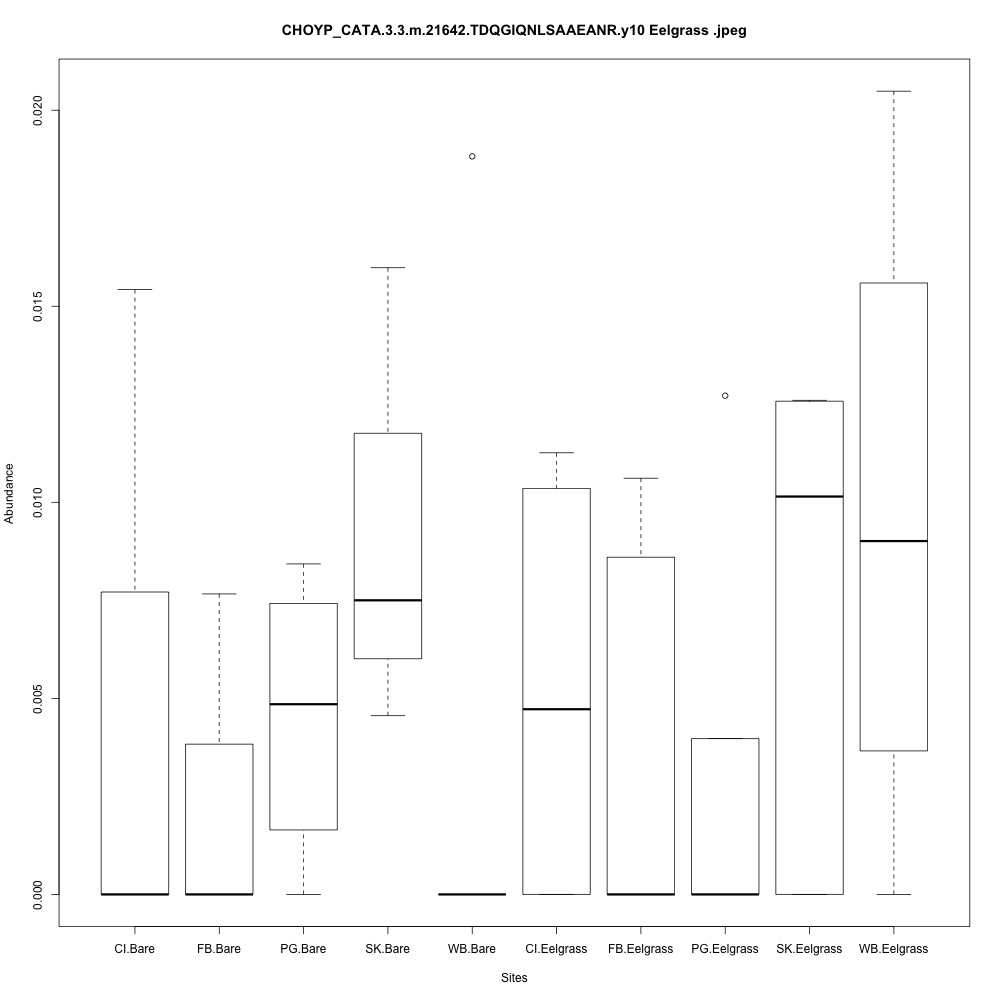 CHOYP_CATA.3.3.m.21642.TDQGIQNLSAAEANR.y10 Eelgrass .jpeg
0.020
0.015
0.010
0.005
0.000
Abundance
CI.Bare FB.Bare PG.Bare SK.Bare WB.Bare CI.Eelgrass FB.Eelgrass PG.Eelgrass SK.Eelgrass WB.Eelgrass
Sites